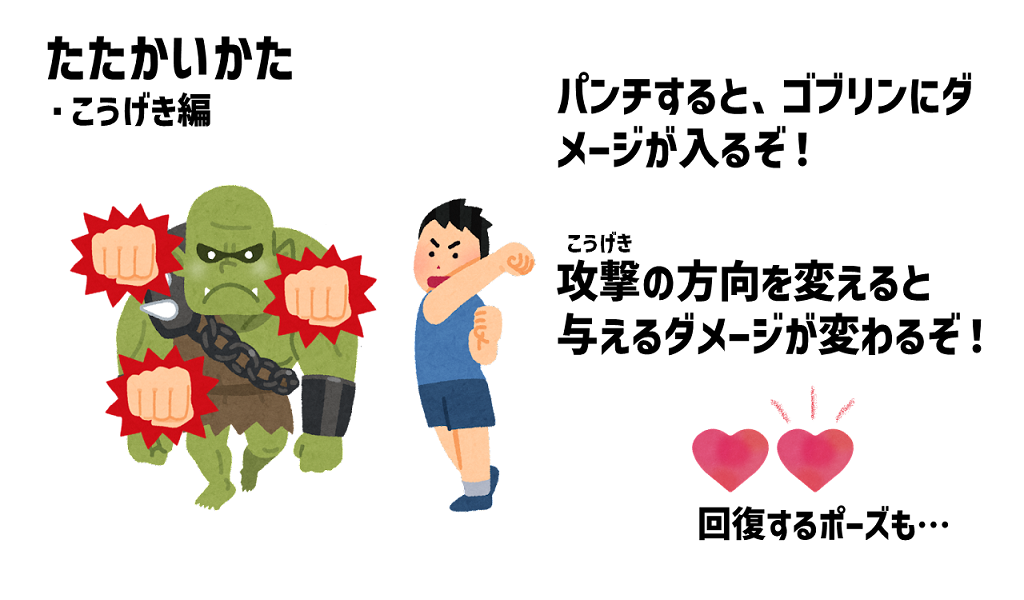 たたかいかた
・こうげき編
パンチすると、ゴブリンにダ
メージが入るぞ！
こうげき
攻撃の方向を変えると
与えるダメージが変わるぞ！
回復するポーズも…